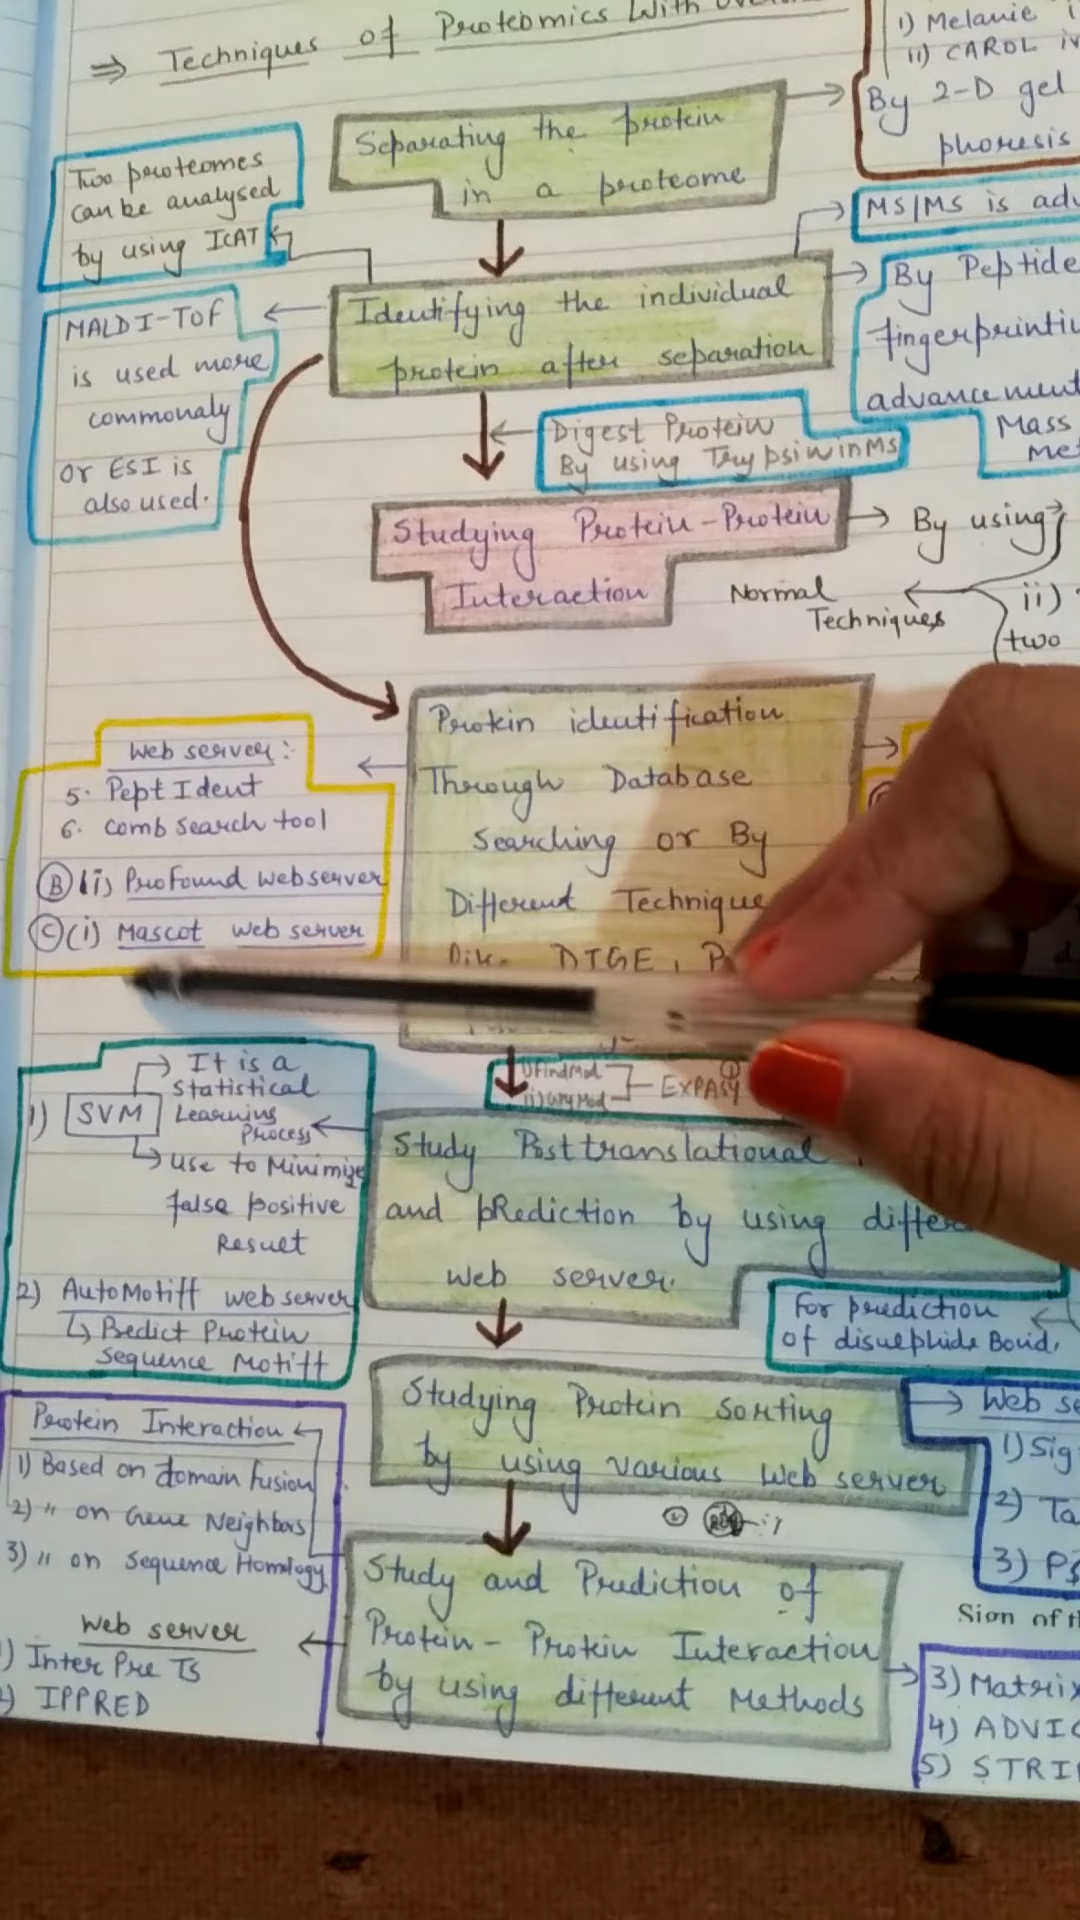 ⇒ Techniques of Proteomics With
i) Melanie
ii) CAROL
By 2-D gel
phoresis
Separating the protein
in a proteome
Two proteomes
can be analysed
by using ICAT
MS/MS is
Identifying the individual
protein after separation
By Peptide
advancement
Mass
MALDI-TOF
is used more
commonaly
or ESI is
also used.
Digest Protein
By using Trypsin in MS
Studying Protein-Protein
Interaction
By using
Normal
Techniques
ii)
two
Protein identification
Through Database
Searching or By
Different Technique
DIGE,
Web server:
5. Pept Ident
6. Comb Search tool
(B) (i) Profound webserver
(C) (i) Mascot web server
i) FindMod
ii) GlyMod
EXPASY
1) SVM
It is a
Statistical
Learning
Process
Use to Minimize
false positive
Result
2) AutoMotiff web server
↳ Predict Protein
Sequence Motiff
Study Posttranslational
and pRediction by using
web server.
For prediction
of disulphide Bond.
Studying Protein sorting
by using various Web server
1) Sig
2) Ta
3) PS
Sion of
Protein Interaction
1) Based on domain fusion
2) " on Gene Neighbors
3) " on Sequence Homology
Study and Prediction of
Protein - Protein Interaction
by using different Methods
Web server
1) Inter Pre TS
2) IPPRED
3) Matrix
4) ADVIC
5) STRI